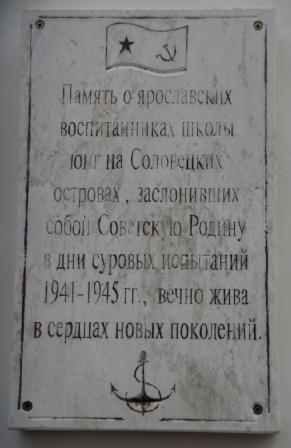 Память о ярославских
воспитанниках школы
юнг на Соловецких
островах, заслонивших
собой Советскую Родину
в дни суровых испытаний
1941-1945 гг., вечно жива
в сердцах новых поколений.